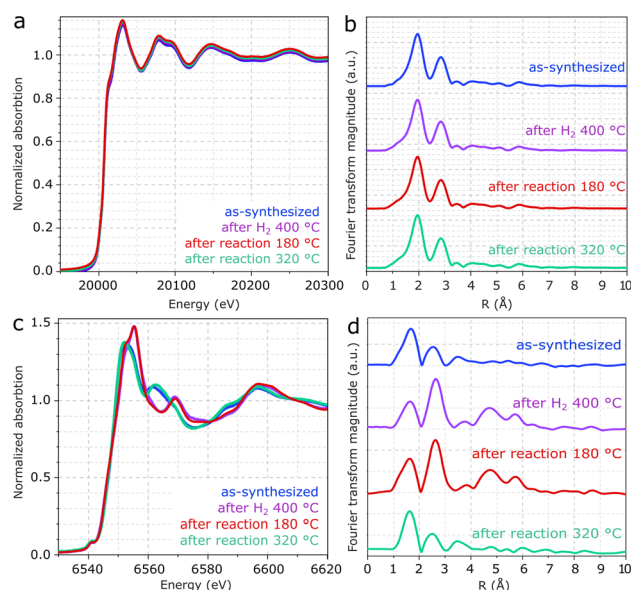 a
Normalized absorbtion
1.0
0.8
0.6
0.4
0.2
0.0
as-synthesized
after H₂ 400 °C
after reaction 180 °C
after reaction 320 °C
20000 20100 20200 20300
Energy (eV)
b
Fourier transform magnitude (a.u.)
as-synthesized
after H₂ 400 °C
after reaction 180 °C
after reaction 320 °C
0 1 2 3 4 5 6 7 8 9 10
R (Å)
c
Normalized absorbtion
1.5
1.0
0.5
0.0
as-synthesized
after H₂ 400 °C
after reaction 180 °C
after reaction 320 °C
6540 6560 6580 6600 6620
Energy (eV)
d
Fourier transform magnitude (a.u.)
as-synthesized
after H₂ 400 °C
after reaction 180 °C
after reaction 320 °C
0 1 2 3 4 5 6 7 8 9 10
R (Å)